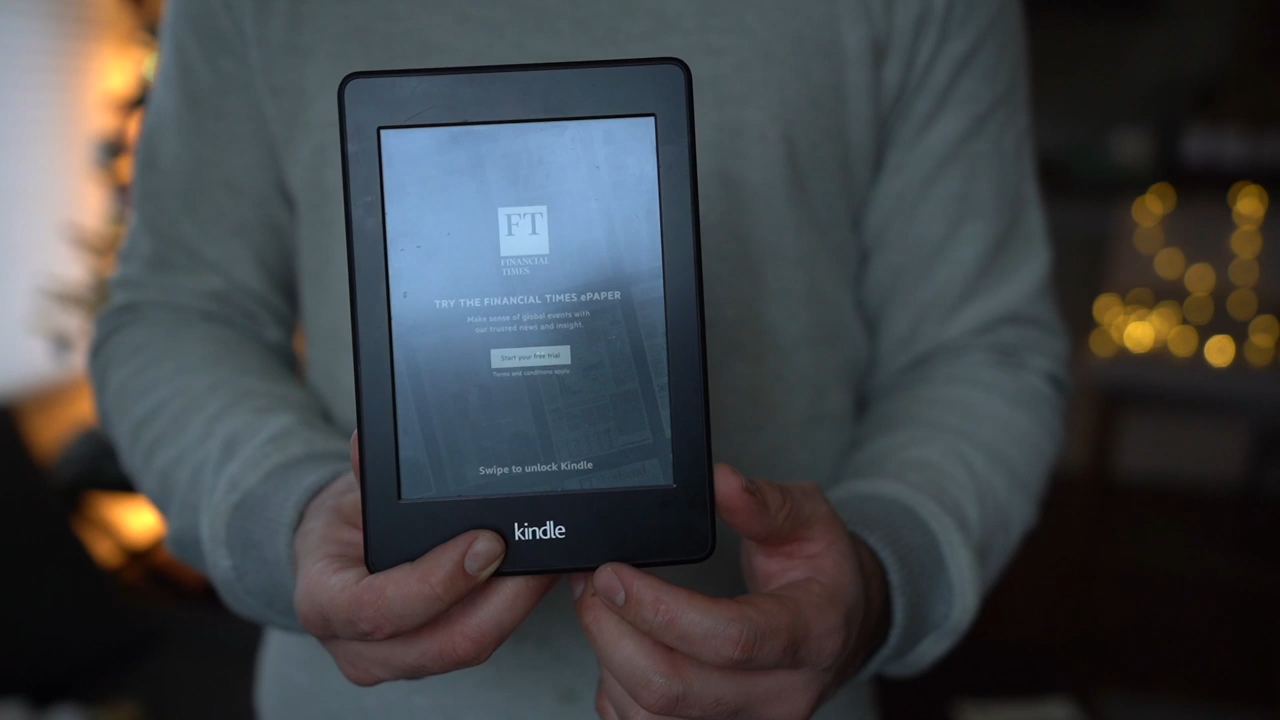 FT
FINANCIAL
TIMES
TRY THE FINANCIAL TIMES ePAPER
Make sense of global events with
our trusted news and insight.
Start your free trial
Terms and conditions apply
Swipe to unlock Kindle
kindle